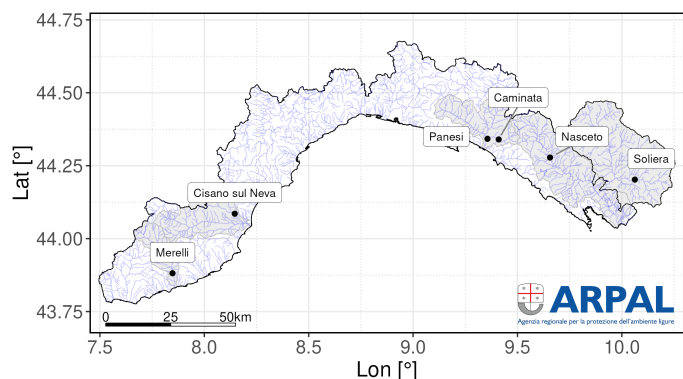 44.75
44.50
44.25
44.00
43.75
Lat [°]
Caminata
Panesi
Nasceto
Soliera
Cisano sul Neva
Merelli
0 25 50km
ARPAL
Agenzia regionale per la protezione dell'ambiente ligure
7.5 8.0 8.5 9.0 9.5 10.0
Lon [°]